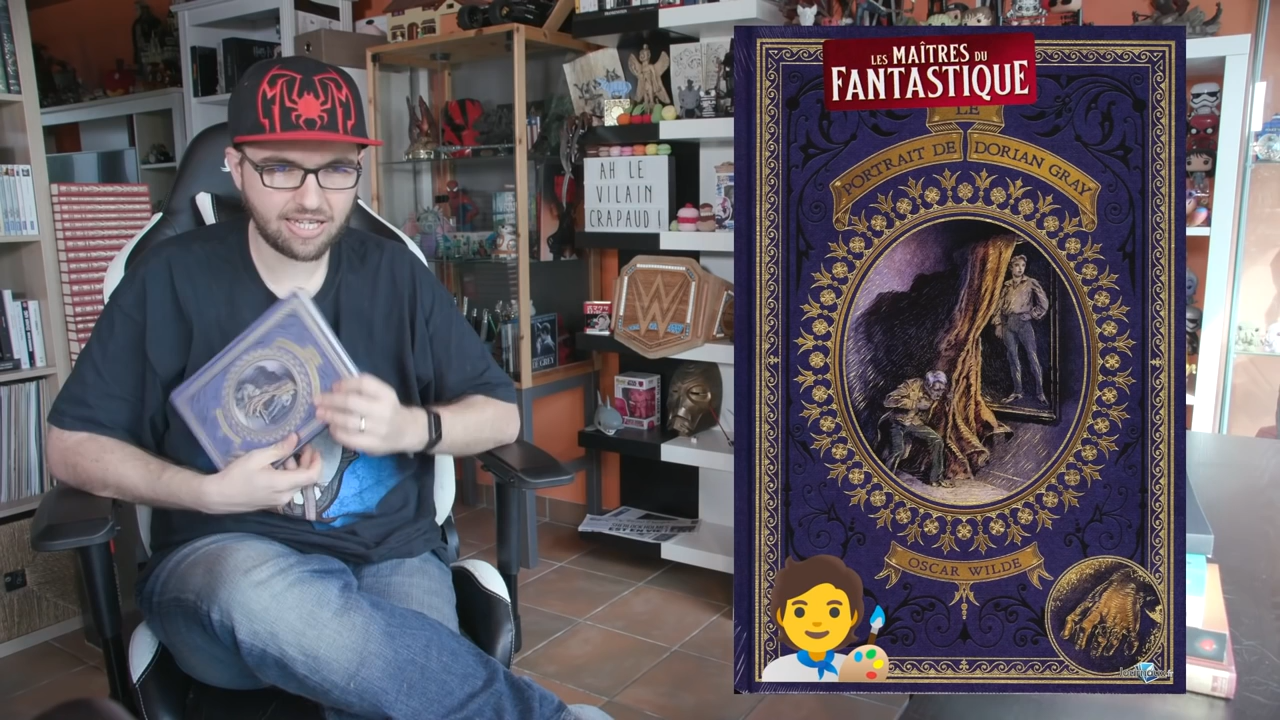 LES MAÎTRES DU
FANTASTIQUE
LE
PORTRAIT DE DORIAN GRAY
OSCAR WILDE
AH LE
VILAIN
CRAPAUD !